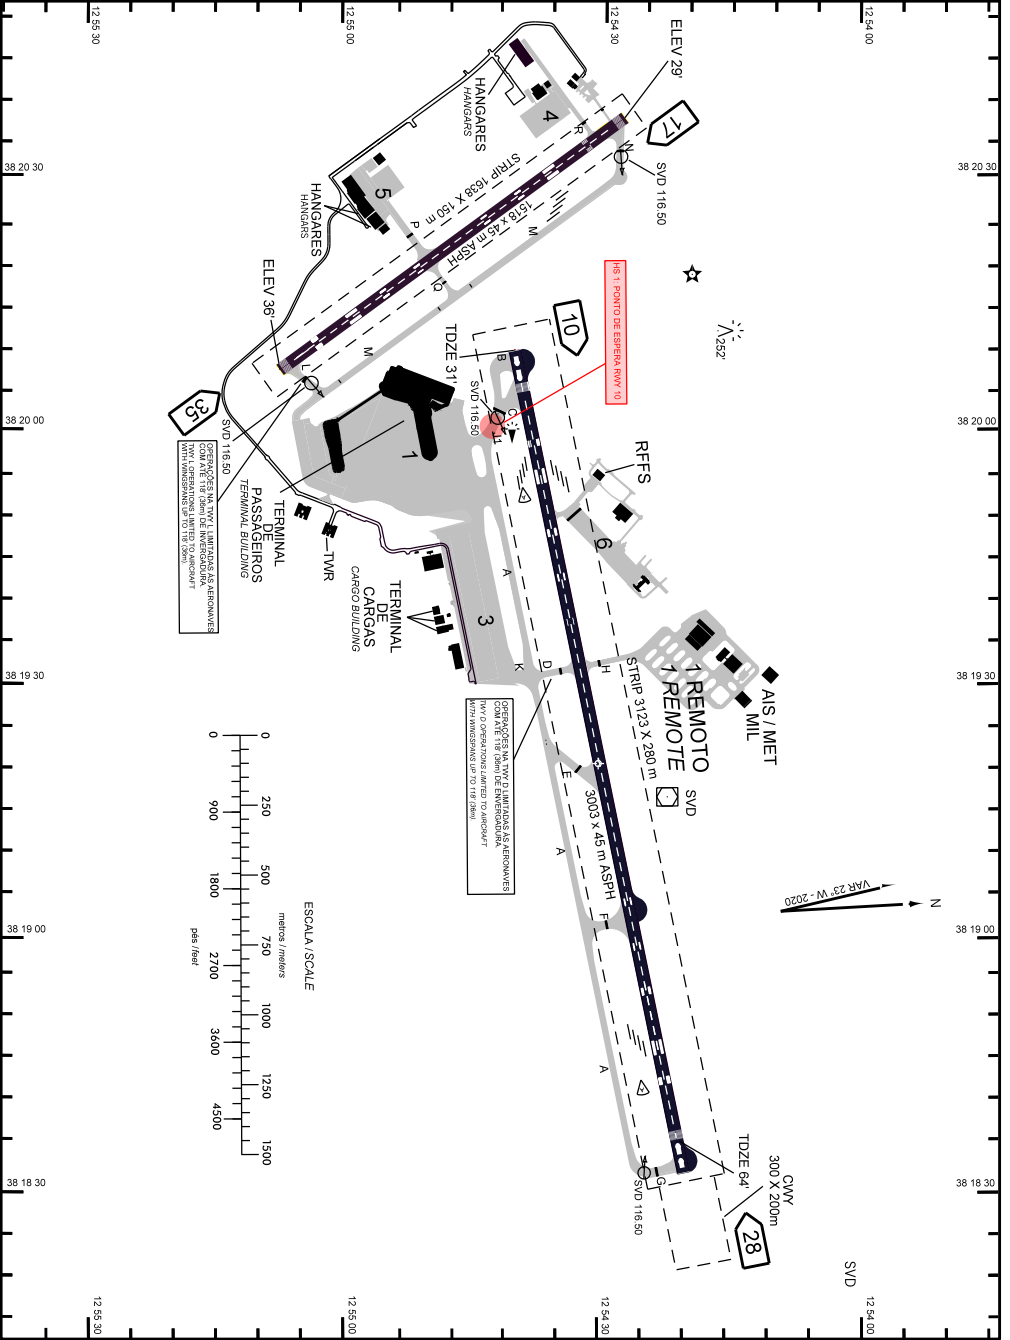 12 55 30
12 55 00
12 54 30
12 54 00
38 20 30
38 20 00
38 19 30
38 19 00
38 18 30
38 20 30
38 20 00
38 19 30
38 19 00
38 18 30
12 55 30
12 55 00
12 54 30
12 54 00
ELEV 29'
17
HANGARES
HANGARS
4
R
N
SVD 116.50
STRIP 1638 X 150 m
1518 x 45 m ASPH
M
5
P
HANGARES
HANGARS
Q
ELEV 36'
M
L
35
SVD 116.50
OPERAÇÕES NA TWY L LIMITADAS ÀS AERONAVES
COM ATÉ 118' (36m) DE INVERGADURA.
TWY L OPERATIONS LIMITED TO AIRCRAFT
WITH WINGSPANS UP TO 118' (36m).
HS 1: PONTO DE ESPERA RWY 10
10
TDZE 31'
B
SVD 116.50
C
J1
252'
1
RFFS
6
TERMINAL
DE
PASSAGEIROS
TERMINAL BUILDING
TWR
TERMINAL
DE
CARGAS
CARGO BUILDING
3
A
K
D
H
STRIP 3123 X 280 m
1 REMOTO
1 REMOTE
AIS / MET
MIL
SVD
OPERAÇÕES NA TWY D LIMITADAS ÀS AERONAVES
COM ATÉ 118' (36m) DE ENVERGADURA.
TWY D OPERATIONS LIMITED TO AIRCRAFT
WITH WINGSPANS UP TO 118' (36m).
E
3003 x 45 m ASPH
A
F
A
N
VAR 23° W - 2020
ESCALA / SCALE
metros / meters
0 250 500 750 1000 1250 1500
0 900 1800 2700 3600 4500
pés / feet
TDZE 64'
CWY
300 X 200m
G
SVD 116.50
28
SVD